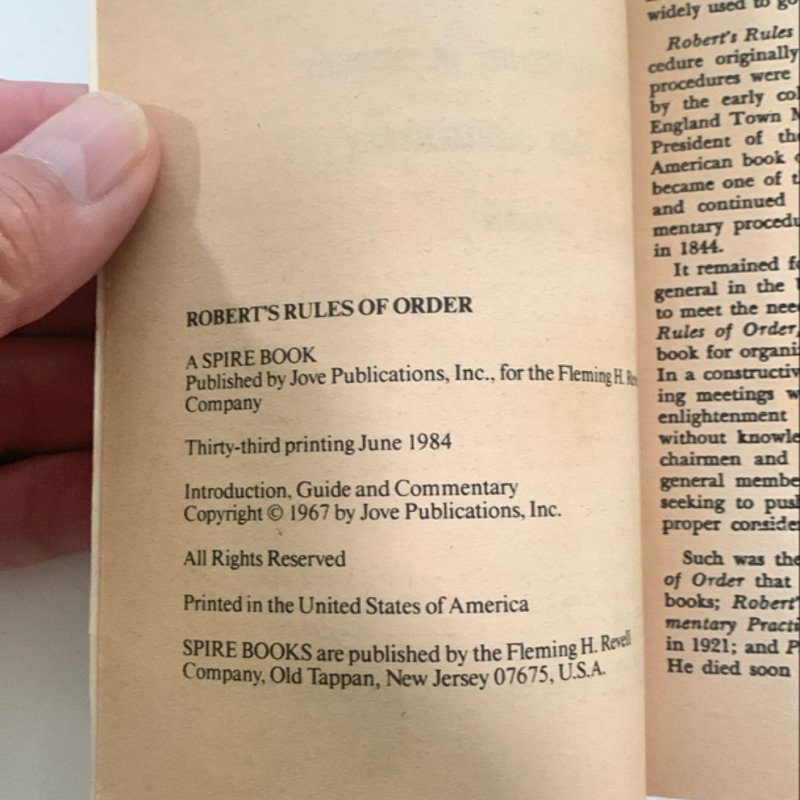 ROBERT'S RULES OF ORDER
A SPIRE BOOK
Published by Jove Publications, Inc., for the Fleming H.
Company
Thirty-third printing June 1984
Introduction, Guide and Commentary
Copyright © 1967 by Jove Publications, Inc.
All Rights Reserved
Printed in the United States of America
SPIRE BOOKS are published by the Fleming H. Revell
Company, Old Tappan, New Jersey 07675, U.S.A.
widely used to go
Robert's Rules
cedure originally
procedures were
by the early
England Town
President of the
American book
became one of
and continued
mentary
in 1844.
It remained
general in the
to meet the
Rules of Order,
book for
In a
ing meetings
enlightenment
without
chairmen and
general
seeking to
proper
Such was the
of Order that
books; Robert's
mentary
in 1921; and
He died soon